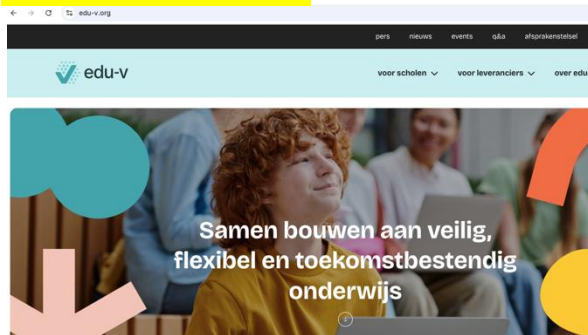 edu-v.org
pers nieuws events q&a afsprakenstelsel
edu-v
voor scholen voor leveranciers over edu
Samen bouwen aan veilig,
flexibel en toekomstbestendig
onderwijs